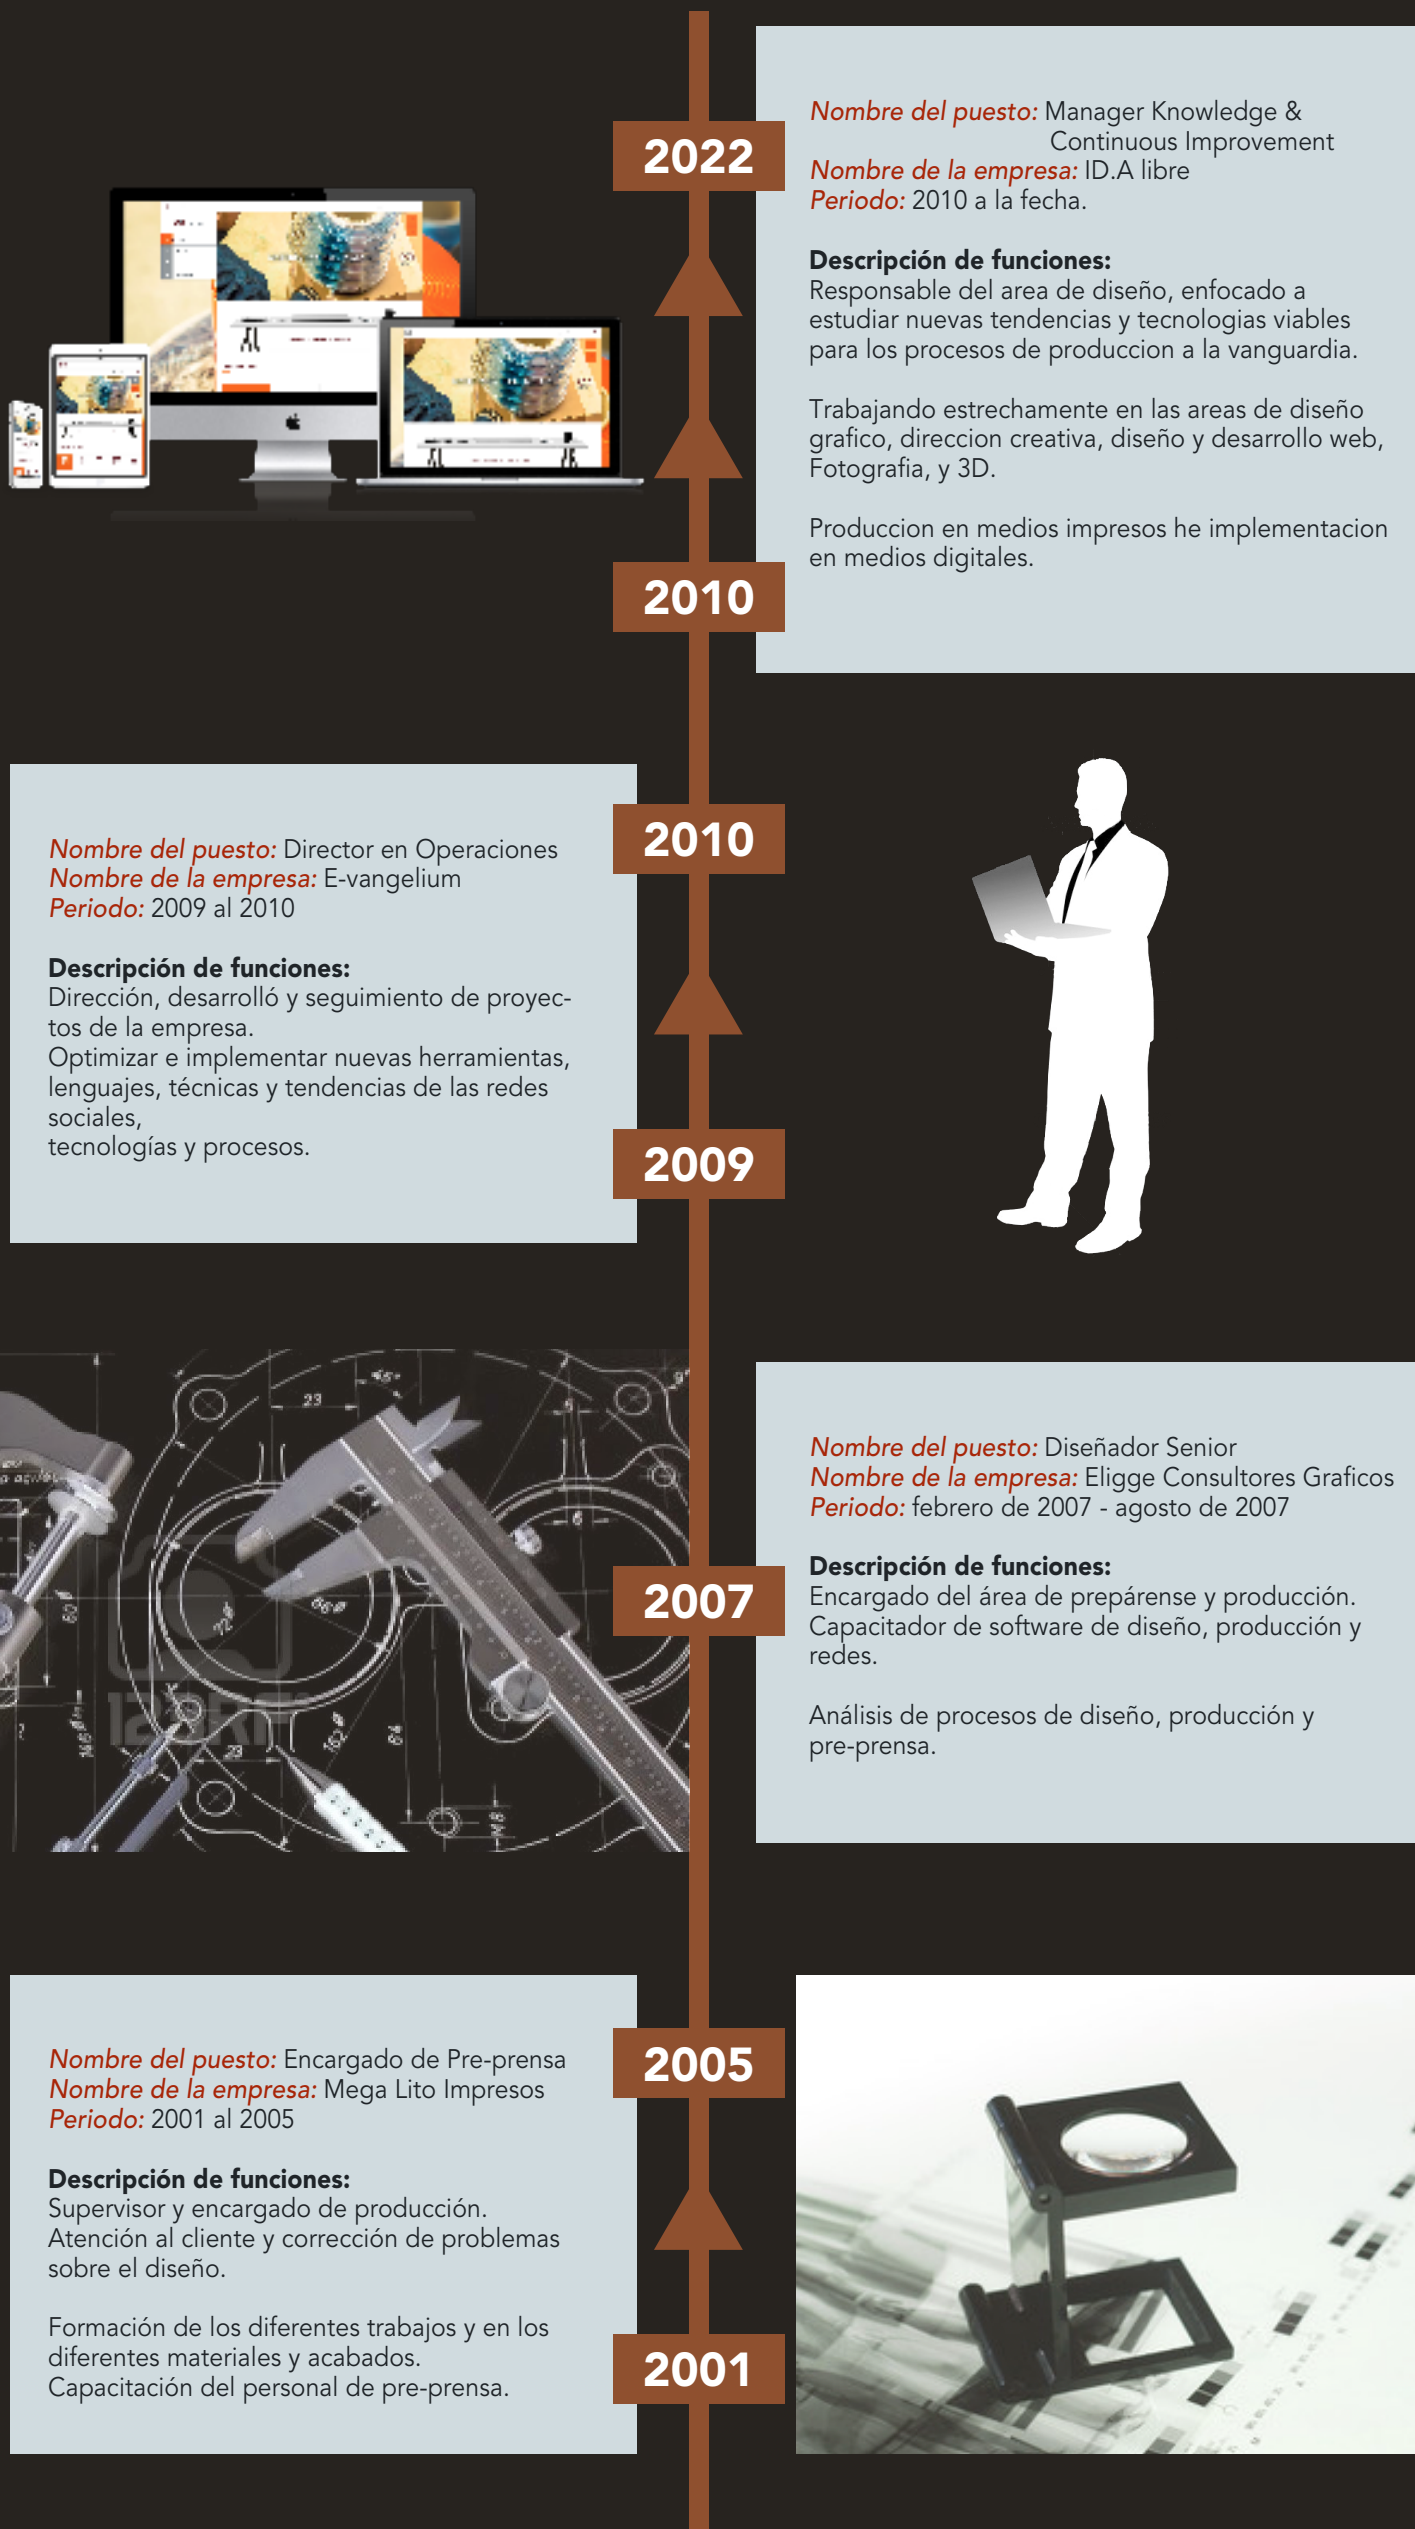 2022
Nombre del puesto: Manager Knowledge &
Continuous Improvement
Nombre de la empresa: ID.A libre
Periodo: 2010 a la fecha.
Descripción de funciones:
Responsable del area de diseño, enfocado a
estudiar nuevas tendencias y tecnologias viables
para los procesos de produccion a la vanguardia.
Trabajando estrechamente en las areas de diseño
grafico, direccion creativa, diseño y desarrollo web,
Fotografia, y 3D.
Produccion en medios impresos he implementacion
en medios digitales.
2010
2010
Nombre del puesto: Director en Operaciones
Nombre de la empresa: E-vangelium
Periodo: 2009 al 2010
Descripción de funciones:
Dirección, desarrolló y seguimiento de proyec-
tos de la empresa.
Optimizar e implementar nuevas herramientas,
lenguajes, técnicas y tendencias de las redes
sociales,
tecnologías y procesos.
2009
23
64
123RF
2007
Nombre del puesto: Diseñador Senior
Nombre de la empresa: Eligge Consultores Graficos
Periodo: febrero de 2007 - agosto de 2007
Descripción de funciones:
Encargado del área de prepárense y producción.
Capacitador de software de diseño, producción y
redes.
Análisis de procesos de diseño, producción y
pre-prensa.
2005
Nombre del puesto: Encargado de Pre-prensa
Nombre de la empresa: Mega Lito Impresos
Periodo: 2001 al 2005
Descripción de funciones:
Supervisor y encargado de producción.
Atención al cliente y corrección de problemas
sobre el diseño.
Formación de los diferentes trabajos y en los
diferentes materiales y acabados.
Capacitación del personal de pre-prensa.
2001